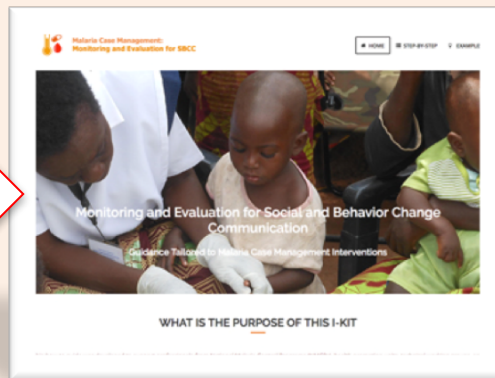 Malaria Case Management:
Monitoring and Evaluation for SBCC
HOME STEP-BY-STEP EXAMPLE
Monitoring and Evaluation for Social and Behavior Change
Communication
Guidance Tailored to Malaria Case Management Interventions
WHAT IS THE PURPOSE OF THIS I-KIT